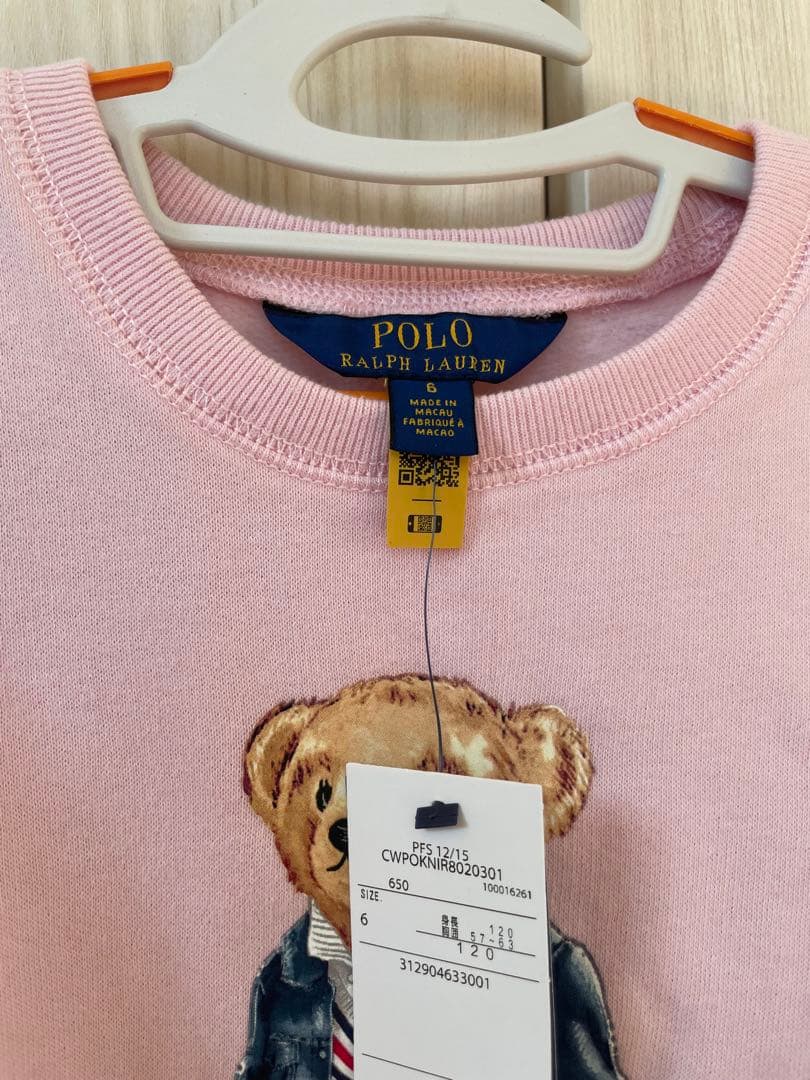 POLO
RALPH LAUREN
6
MADE IN
MACAU
FABRIQUÉ À
MACAO
PFS 12/15
CWPOKNIR8020301
650 100016261
SIZE.
6 身長 120
胸囲 57~63
120
312904633001